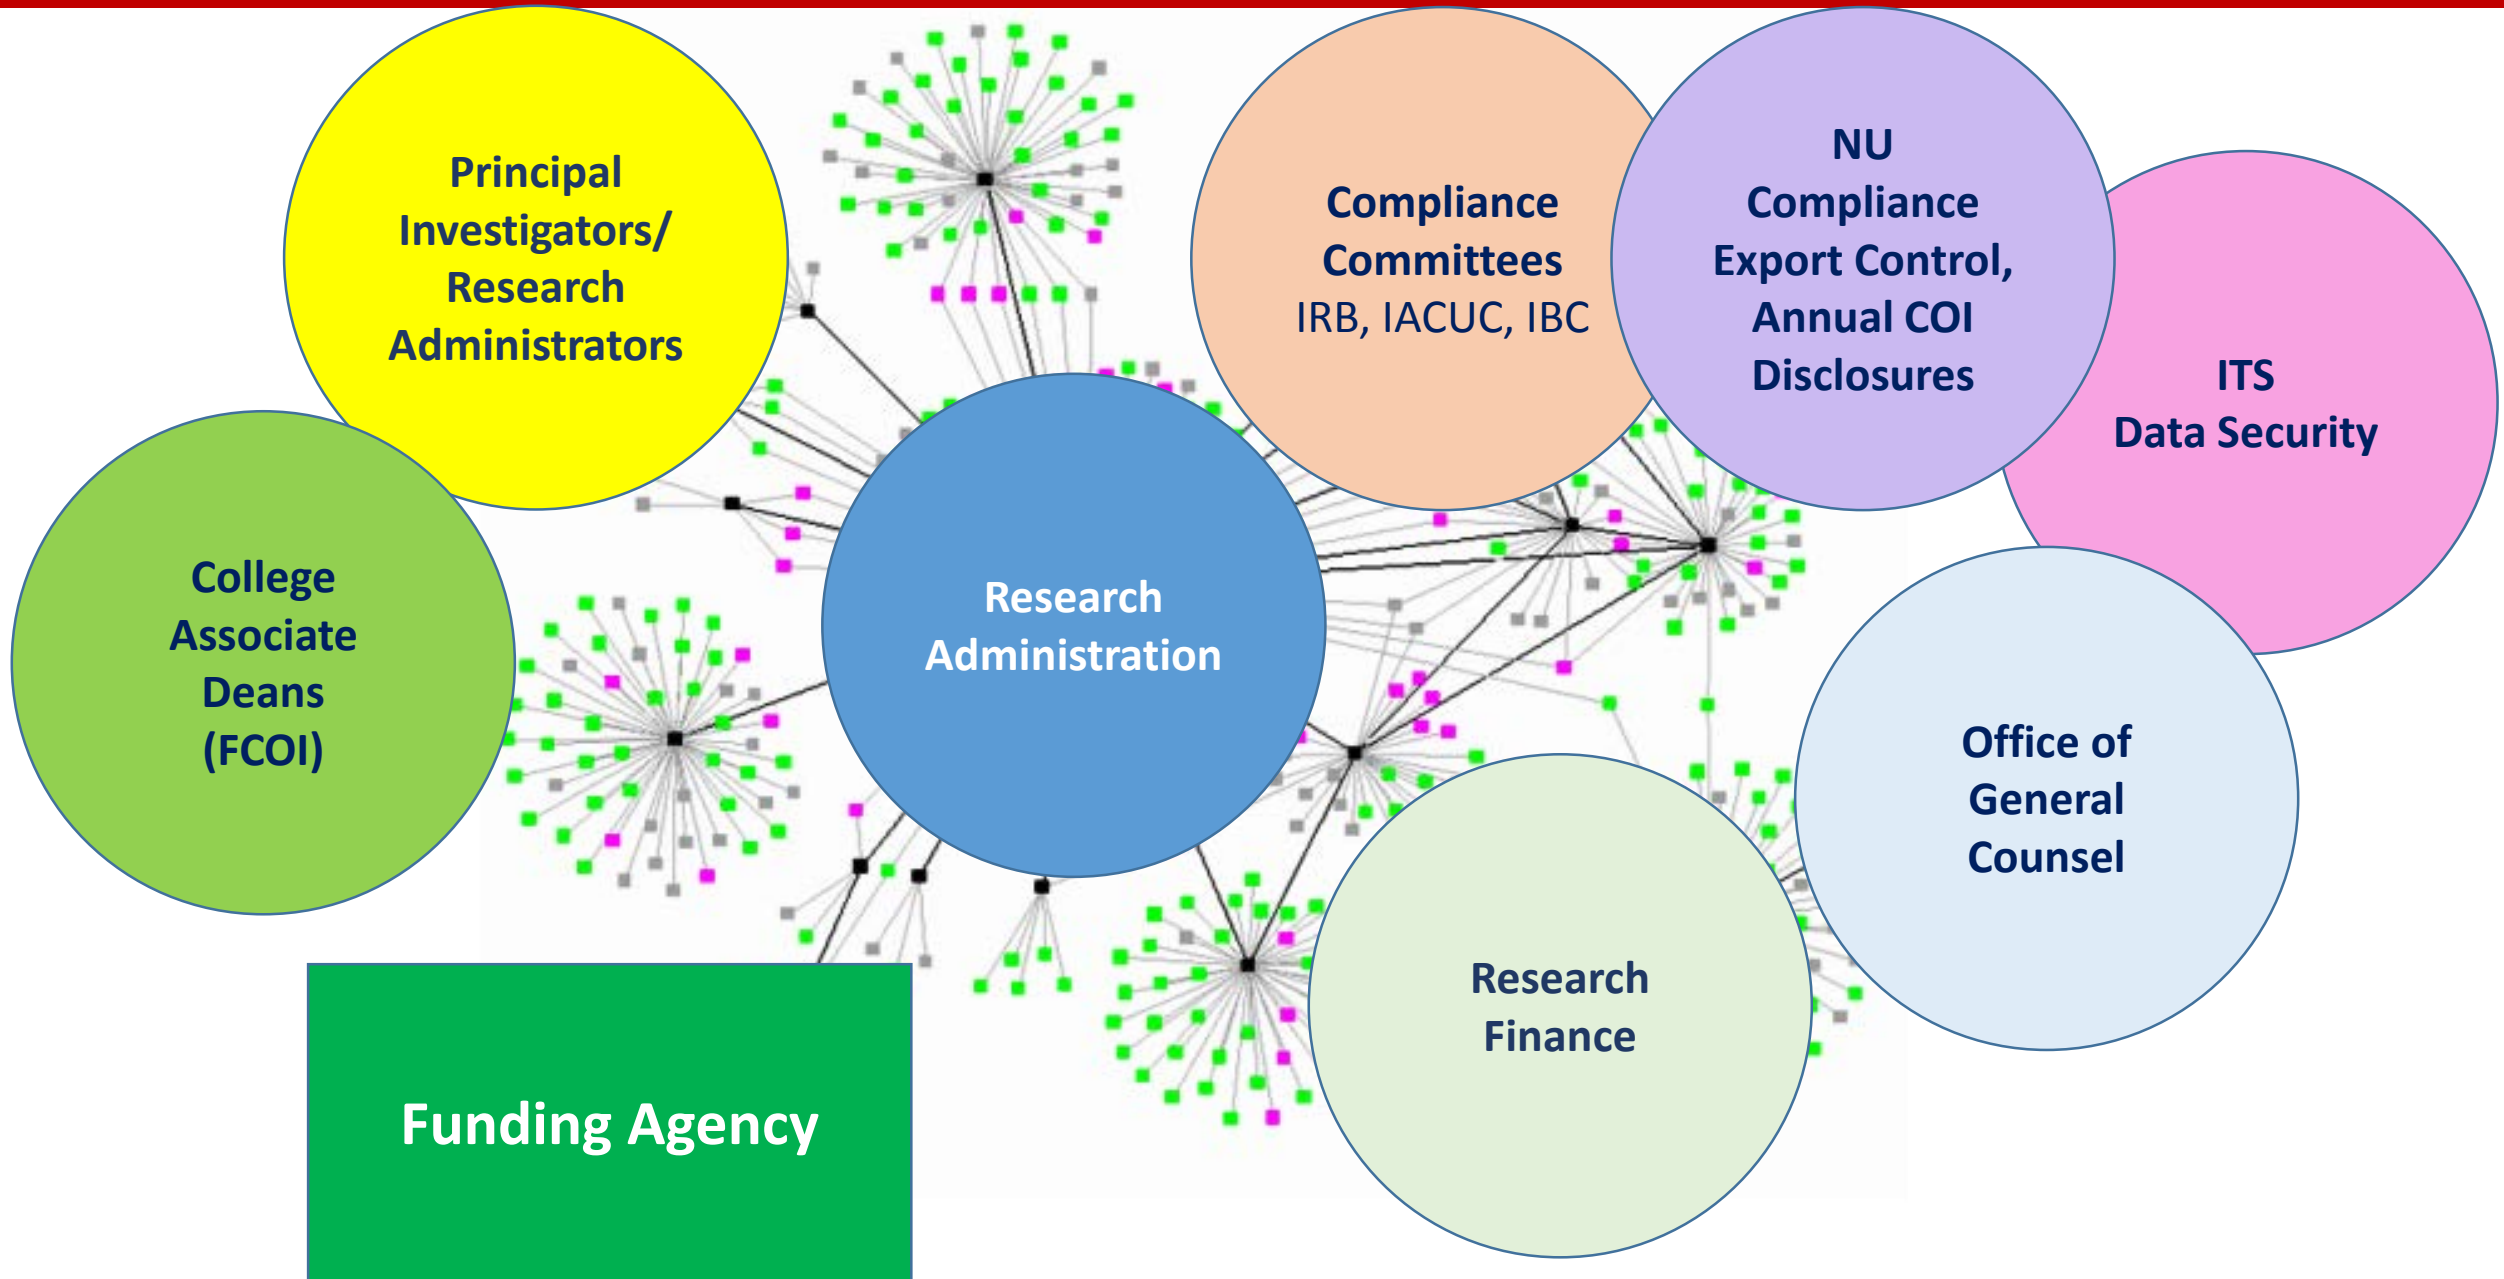 Principal
Investigators/
Research
Administrators
Compliance
Committees
IRB, IACUC, IBC
NU
Compliance
Export Control,
Annual COI
Disclosures
ITS
Data Security
College
Associate
Deans
(FCOI)
Research
Administration
Office of
General
Counsel
Research
Finance
Funding Agency